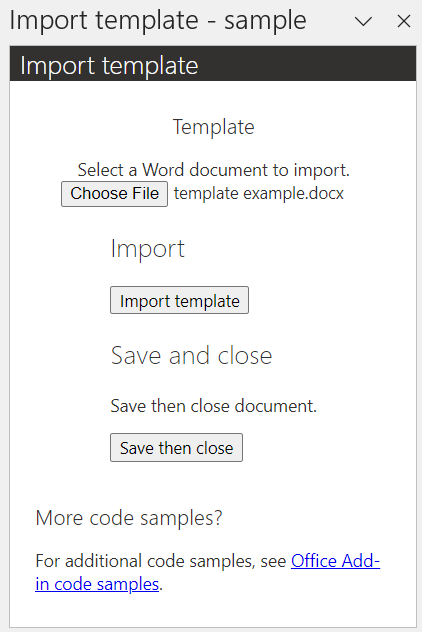 Import template - sample
Import template
Template
Select a Word document to import.
Choose File template example.docx
Import
Import template
Save and close
Save then close document.
Save then close
More code samples?
For additional code samples, see Office Add-
in code samples.